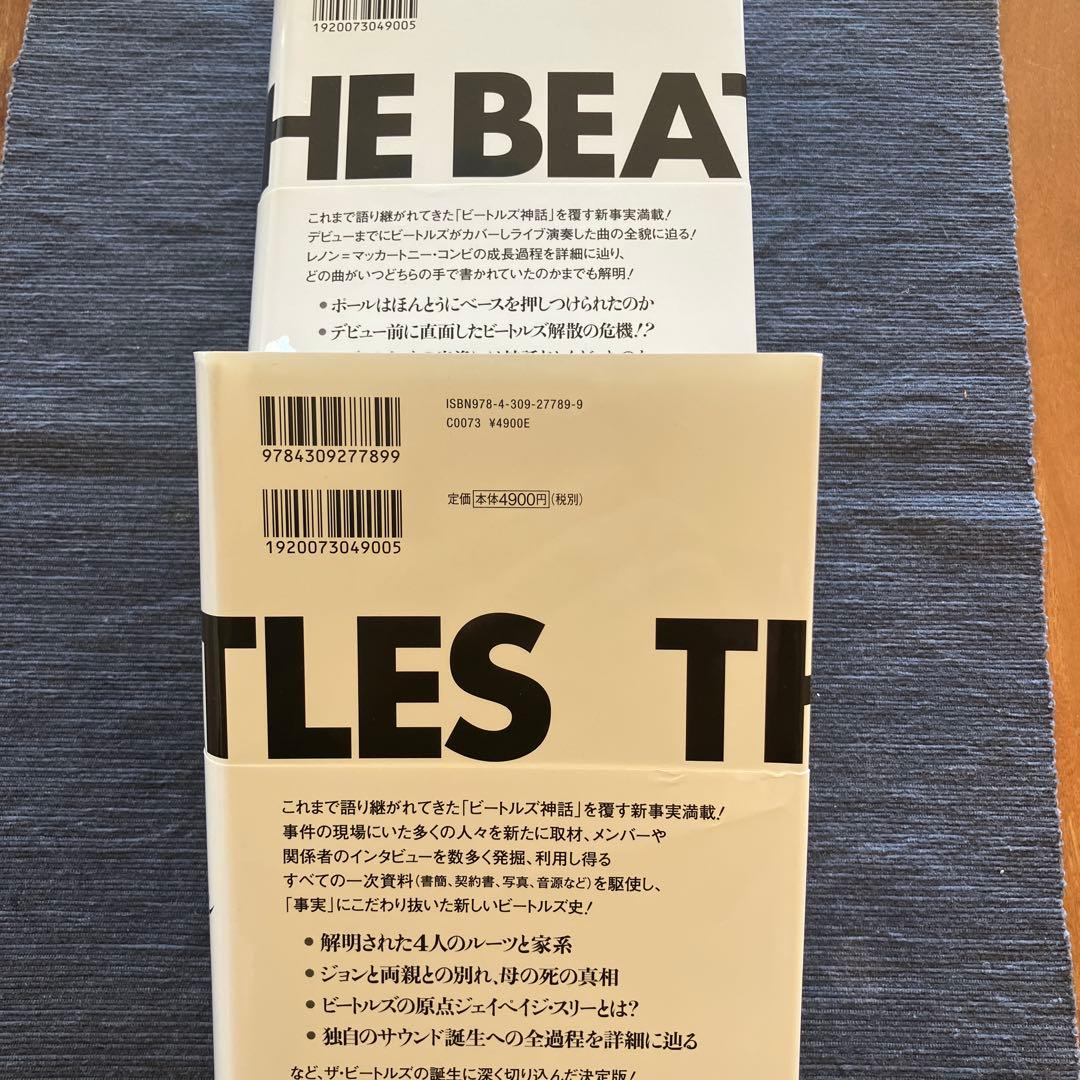 1920073049005
HE BEAT
これまで語り継がれてきた「ビートルズ神話」を覆す新事実満載!
デビューまでにビートルズがカバーしライブ演奏した曲の全貌に迫る!
レノン=マッカートニー・コンビの成長過程を詳細に辿り、
どの曲がいつどちらの手で書かれていたのかまでも解明!
●ポールはほんとうにベースを押しつけられたのか
●デビュー前に直面したビートルズ解散の危機!?
ISBN978-4-309-27789-9
C0073 ¥4900E
9784309277899
定価 本体4900円(税別)
1920073049005
TLES TH
これまで語り継がれてきた「ビートルズ神話」を覆す新事実満載!
事件の現場にいた多くの人々を新たに取材、メンバーや
関係者のインタビューを数多く発掘、利用し得る
すべての一次資料(書簡、契約書、写真、音源など)を駆使し、
「事実」にこだわり抜いた新しいビートルズ史!
●解明された4人のルーツと家系
●ジョンと両親との別れ、母の死の真相
●ビートルズの原点ジェイペイジ・スリーとは?
●独自のサウンド誕生への全過程を詳細に辿る
など、ザ・ビートルズの誕生に深く切り込んだ決定版!